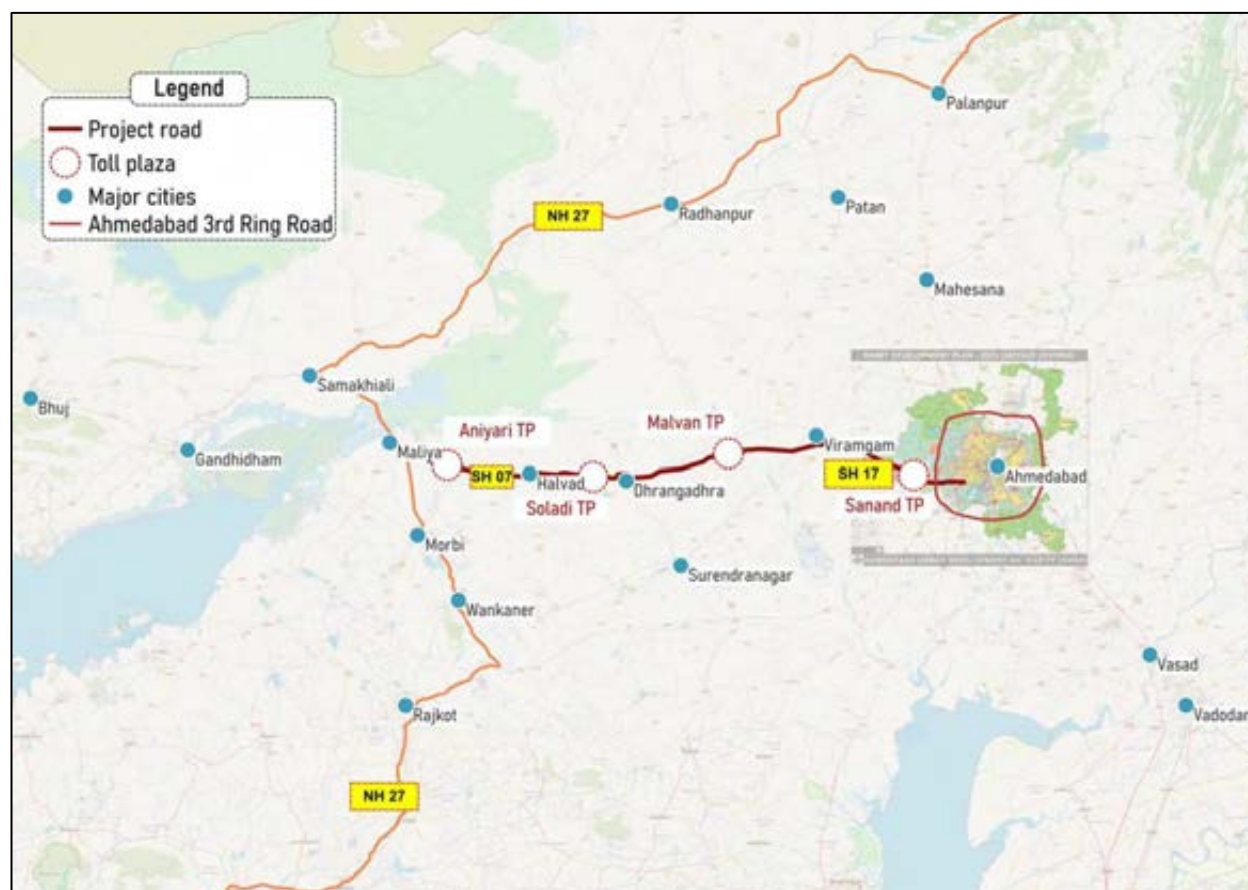 Legend
Project road
Toll plaza
Major cities
Ahmedabad 3rd Ring Road
Palanpur
NH 27
Radhanpur
Patan
Mahesana
Samakhiali
Bhuj
Gandhidham
Maliya
Aniyari TP
SH 07
Halvad
Soladi TP
Dhrangadhra
Malvan TP
Viramgam
SH 17
Sanand TP
Ahmedabad
Morbi
Surendranagar
Wankaner
Rajkot
NH 27
Vasad
Vadodar